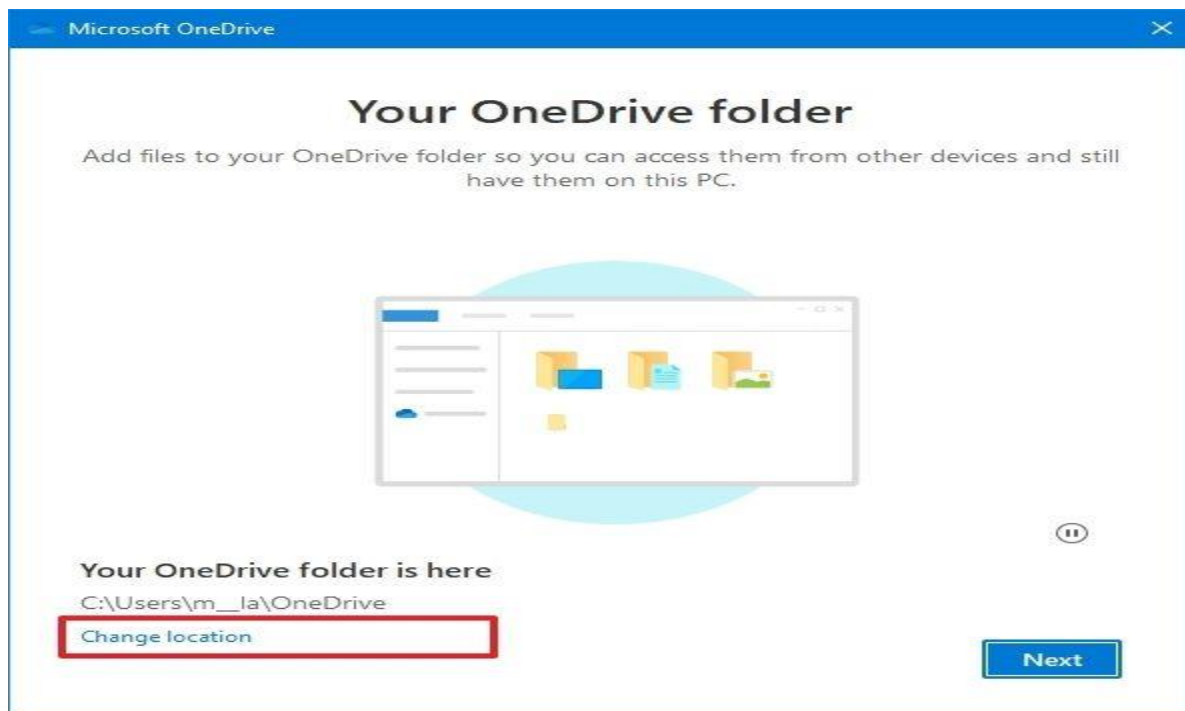 Microsoft OneDrive
Your OneDrive folder
Add files to your OneDrive folder so you can access them from other devices and still
have them on this PC.
Your OneDrive folder is here
C:\Users\m__la\OneDrive
Change location
Next